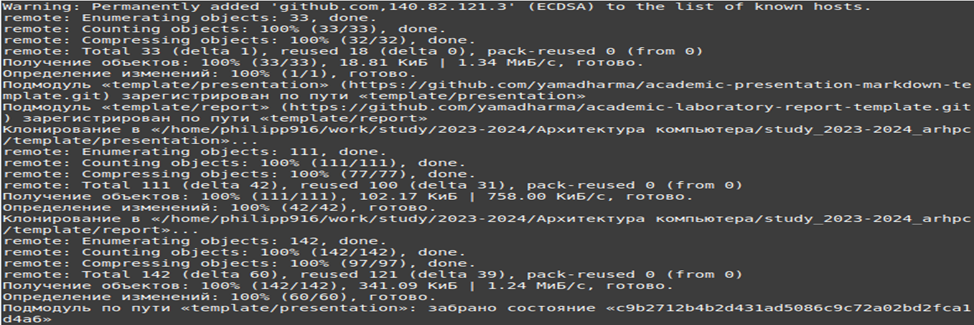 Warning: Permanently added 'github.com,140.82.121.3' (ECDSA) to the list of known hosts.
remote: Enumerating objects: 33, done.
remote: Counting objects: 100% (33/33), done.
remote: Compressing objects: 100% (32/32), done.
remote: Total 33 (delta 1), reused 18 (delta 0), pack-reused 0 (from 0)
Получение объектов: 100% (33/33), 18.81 КиБ | 1.34 МиБ/с, готово.
Определение изменений: 100% (1/1), готово.
Подмодуль «template/presentation» (https://github.com/yamadharma/academic-presentation-markdown-te
mplate.git) зарегистрирован по пути «template/presentation»
Подмодуль «template/report» (https://github.com/yamadharma/academic-laboratory-report-template.git
) зарегистрирован по пути «template/report»
Клонирование в «/home/philipp916/work/study/2023-2024/Архитектура компьютера/study_2023-2024_arhpc
/template/presentation»...
remote: Enumerating objects: 111, done.
remote: Counting objects: 100% (111/111), done.
remote: Compressing objects: 100% (77/77), done.
remote: Total 111 (delta 42), reused 100 (delta 31), pack-reused 0 (from 0)
Получение объектов: 100% (111/111), 102.17 КиБ | 758.00 КиБ/с, готово.
Определение изменений: 100% (42/42), готово.
Клонирование в «/home/philipp916/work/study/2023-2024/Архитектура компьютера/study_2023-2024_arhpc
/template/report»...
remote: Enumerating objects: 142, done.
remote: Counting objects: 100% (142/142), done.
remote: Compressing objects: 100% (97/97), done.
remote: Total 142 (delta 60), reused 121 (delta 39), pack-reused 0 (from 0)
Получение объектов: 100% (142/142), 341.09 КиБ | 1.24 МиБ/с, готово.
Определение изменений: 100% (60/60), готово.
Подмодуль по пути «template/presentation»: забрано состояние «c9b2712b4b2d431ad5086c9c72a02bd2fca1
d4a6»